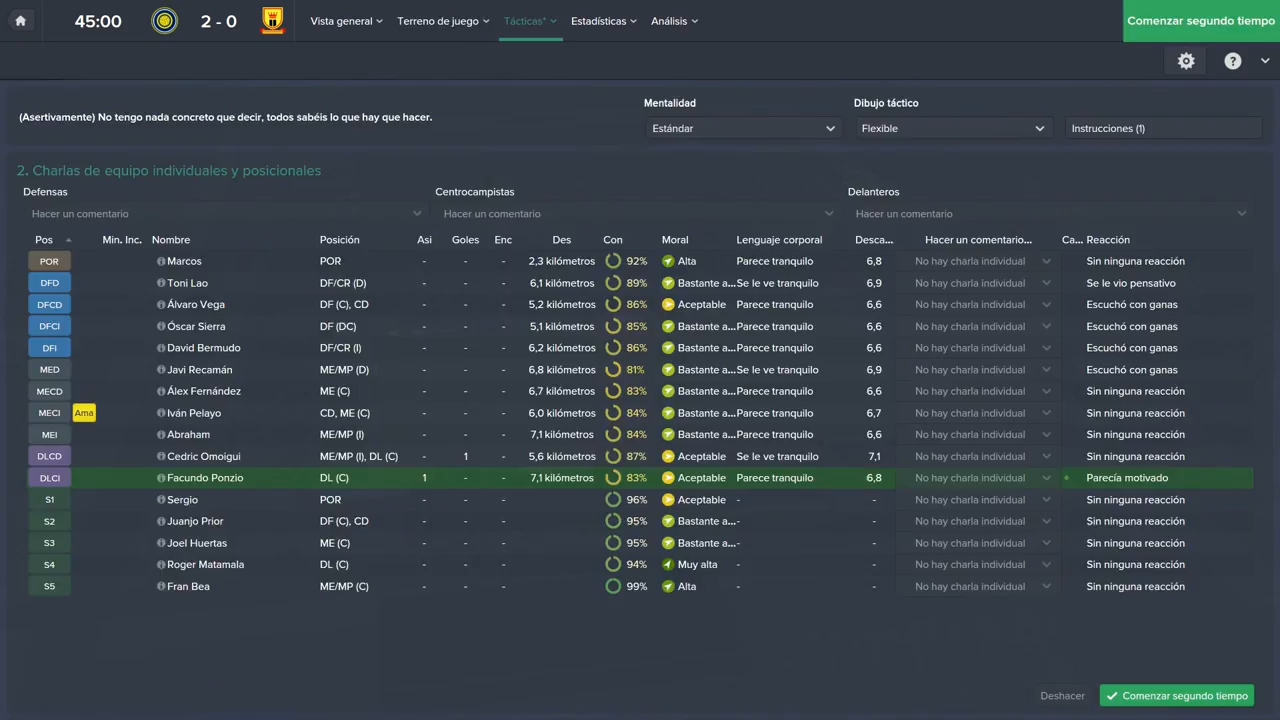 45:00 2 - 0 Vista general Terreno de juego Tácticas* Estadísticas Análisis Comenzar segundo tiempo
?
Mentalidad Dibujo táctico
(Asertivamente) No tengo nada concreto que decir, todos sabéis lo que hay que hacer.
Estándar Flexible Instrucciones (1)
2. Charlas de equipo individuales y posicionales
Defensas Centrocampistas Delanteros
Hacer un comentario Hacer un comentario Hacer un comentario
Pos Min. Inc. Nombre Posición Asi Goles Enc Des Con Moral Lenguaje corporal Desca... Hacer un comentario... Ca... Reacción
POR Marcos POR - - - 2,3 kilómetros 92% Alta Parece tranquilo 6,8 No hay charla individual Sin ninguna reacción
DFD Toni Lao DF/CR (D) - - - 6,1 kilómetros 89% Bastante a... Se le ve tranquilo 6,9 No hay charla individual Se le vio pensativo
DFCD Álvaro Vega DF (C), CD - - - 5,2 kilómetros 86% Aceptable Parece tranquilo 6,6 No hay charla individual Escuchó con ganas
DFCI Óscar Sierra DF (DC) - - - 5,1 kilómetros 85% Bastante a... Parece tranquilo 6,6 No hay charla individual Escuchó con ganas
DFI David Bermudo DF/CR (I) - - - 6,2 kilómetros 86% Bastante a... Parece tranquilo 6,6 No hay charla individual Escuchó con ganas
MED Javi Recamán ME/MP (D) - - - 6,8 kilómetros 81% Bastante a... Se le ve tranquilo 6,9 No hay charla individual Sin ninguna reacción
MECD Álex Fernández ME (C) - - - 6,7 kilómetros 83% Bastante a... Parece tranquilo 6,6 No hay charla individual Sin ninguna reacción
MECI Ama Iván Pelayo CD, ME (C) - - - 6,0 kilómetros 84% Bastante a... Parece tranquilo 6,7 No hay charla individual Sin ninguna reacción
MEI Abraham ME/MP (I) - - - 7,1 kilómetros 84% Bastante a... Parece tranquilo 6,6 No hay charla individual Sin ninguna reacción
DLCD Cedric Omoigui ME/MP (I), DL (C) - 1 - 5,6 kilómetros 87% Aceptable Se le ve tranquilo 7,1 No hay charla individual Sin ninguna reacción
DLCI Facundo Ponzio DL (C) 1 - - 7,1 kilómetros 83% Aceptable Parece tranquilo 6,8 No hay charla individual Parecía motivado
S1 Sergio POR 96% Aceptable - - No hay charla individual Sin ninguna reacción
S2 Juanjo Prior DF (C), CD 95% Bastante a... - - No hay charla individual Sin ninguna reacción
S3 Joel Huertas ME (C) 95% Bastante a... - - No hay charla individual Sin ninguna reacción
S4 Roger Matamala DL (C) 94% Muy alta - - No hay charla individual Sin ninguna reacción
S5 Fran Bea ME/MP (C) 99% Alta - - No hay charla individual Sin ninguna reacción
Deshacer Comenzar segundo tiempo